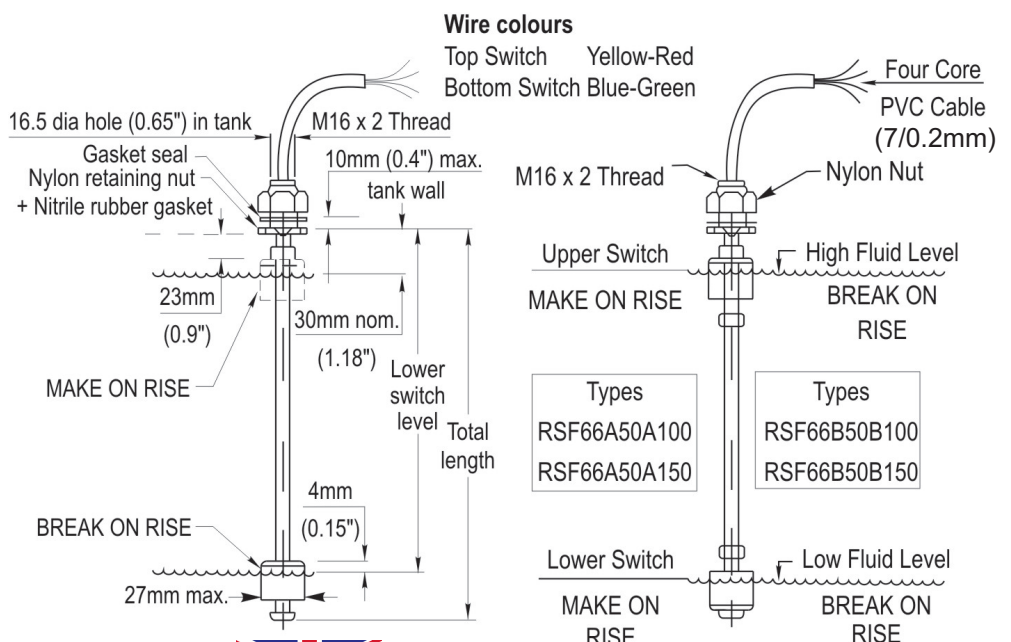 Wire colours
Top Switch Yellow-Red
Bottom Switch Blue-Green
16.5 dia hole (0.65") in tank
M16 x 2 Thread
Gasket seal
Nylon retaining nut
+ Nitrile rubber gasket
10mm (0.4") max.
tank wall
23mm
(0.9")
30mm nom.
(1.18")
MAKE ON RISE
Lower
switch
level
Total
length
4mm
(0.15")
BREAK ON RISE
27mm max.
Four Core
PVC Cable
(7/0.2mm)
M16 x 2 Thread
Nylon Nut
Upper Switch
High Fluid Level
MAKE ON RISE
BREAK ON
RISE
Types
RSF66A50A100
RSF66A50A150
Types
RSF66B50B100
RSF66B50B150
Lower Switch
Low Fluid Level
MAKE ON
RISE
BREAK ON
RISE